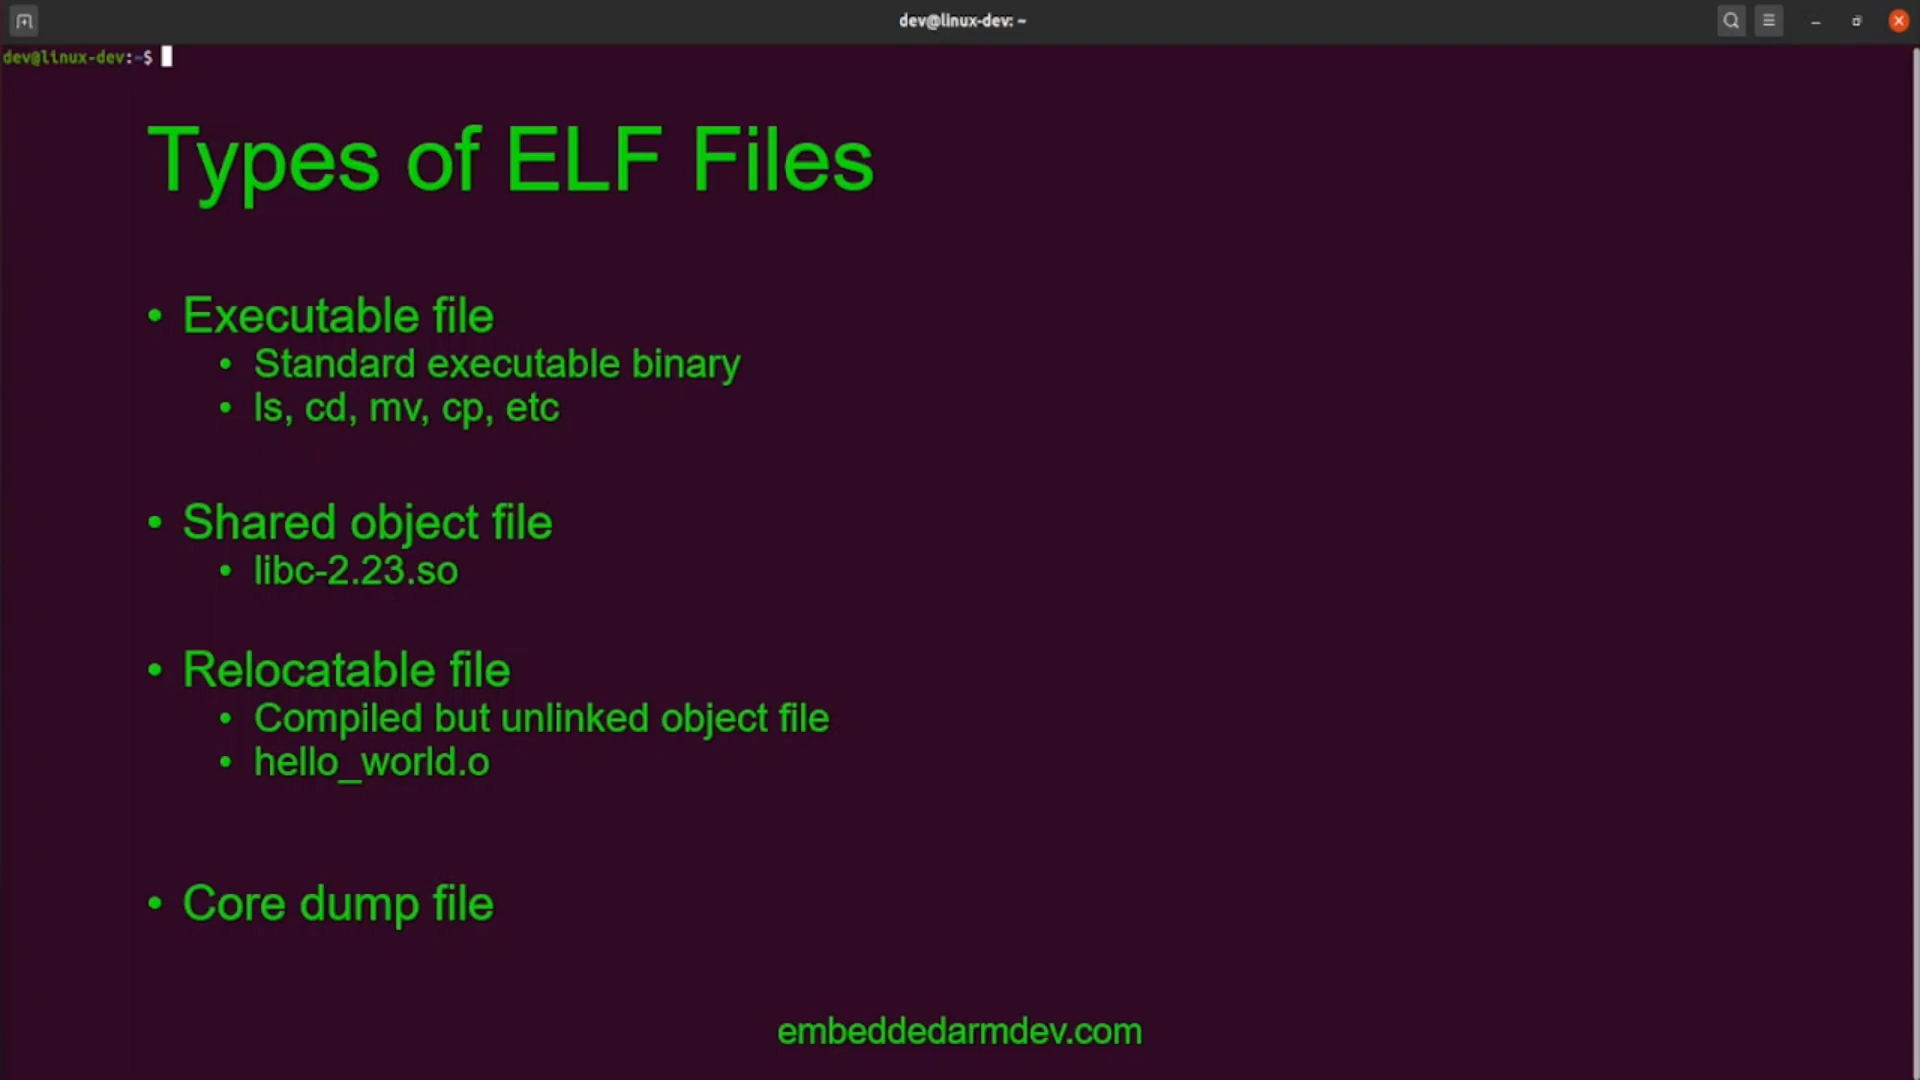 dev@linux-dev: ~
dev@linux-dev:~$
Types of ELF Files
• Executable file
• Standard executable binary
• ls, cd, mv, cp, etc
• Shared object file
• libc-2.23.so
• Relocatable file
• Compiled but unlinked object file
• hello_world.o
• Core dump file
embeddedarmdev.com